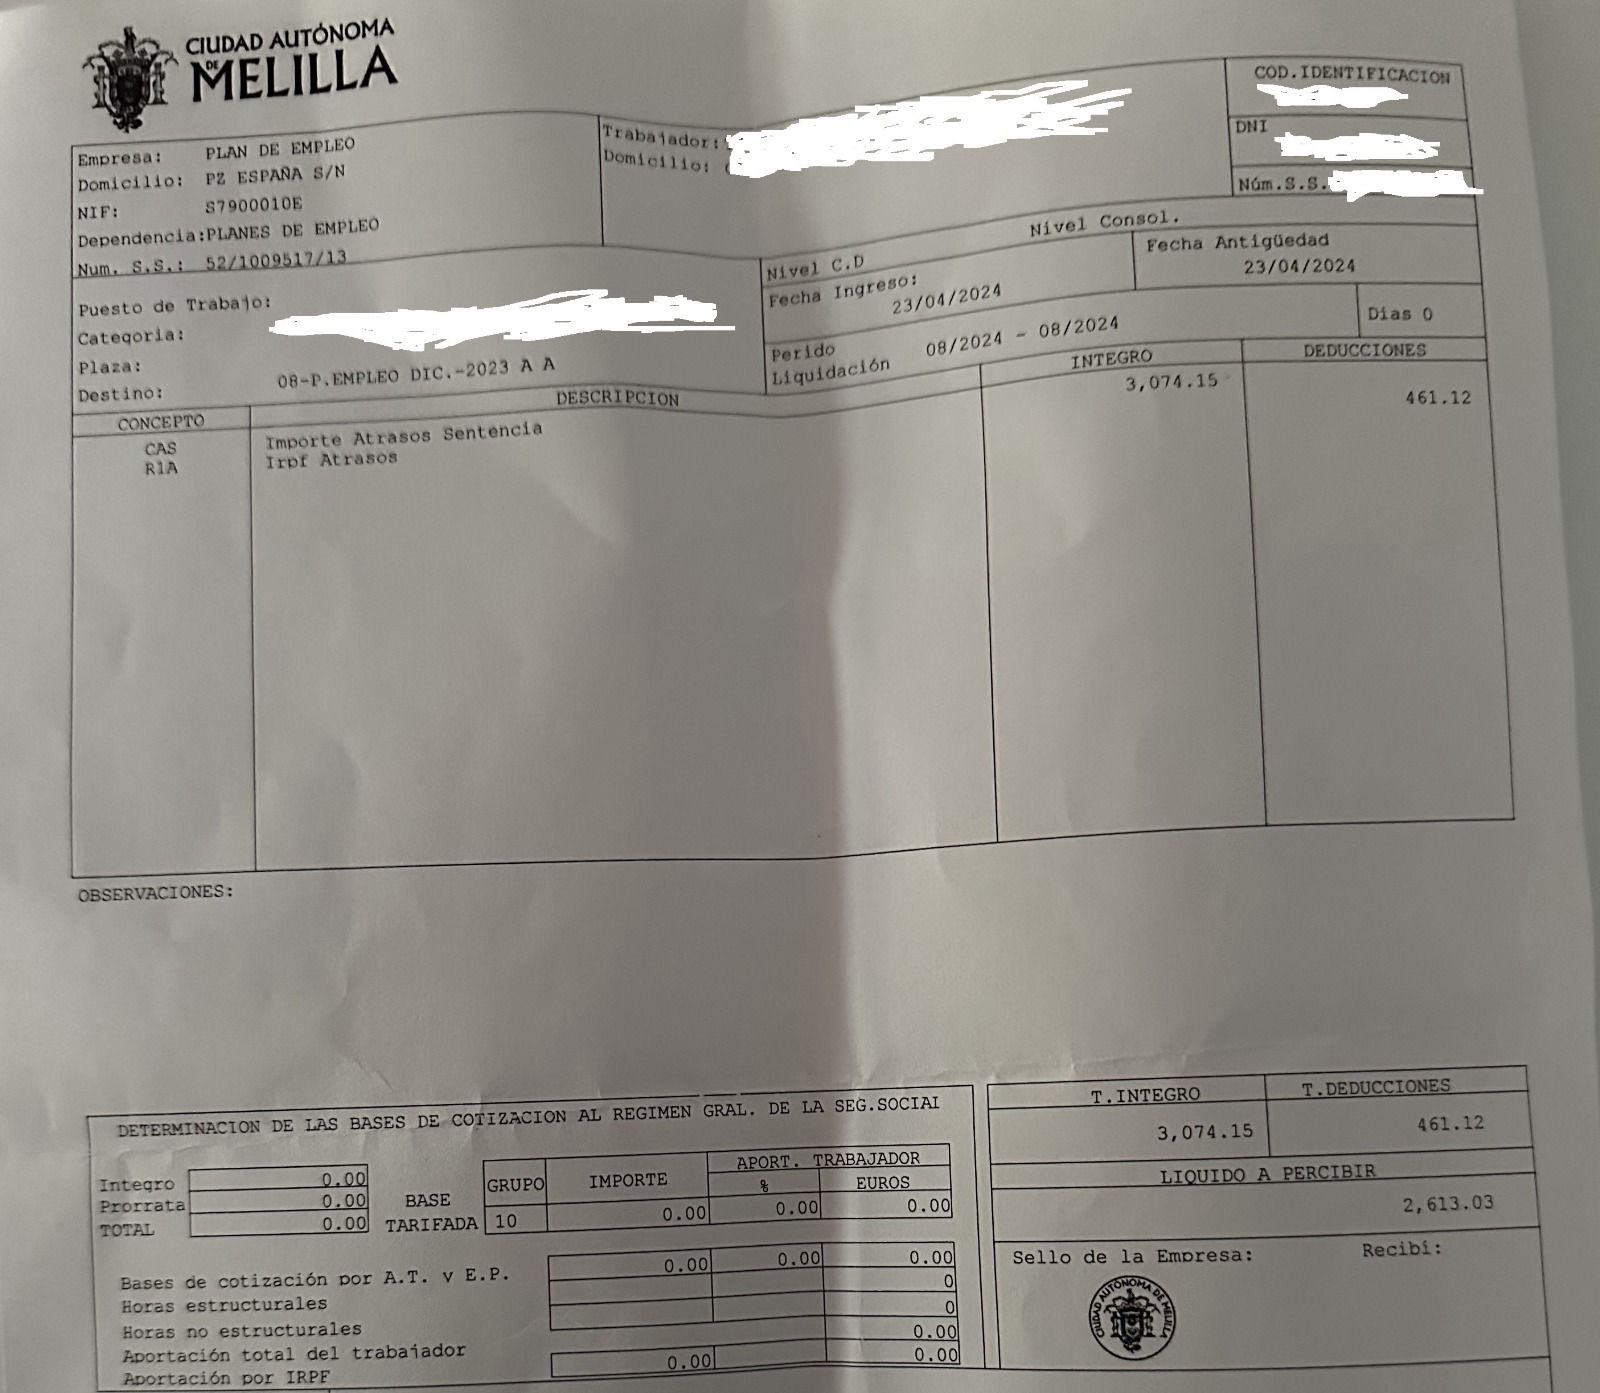 CIUDAD AUTÓNOMA
DE MELILLA
Empresa: PLAN DE EMPLEO
Domicilio: PZ ESPAÑA S/N
NIF: S7900010E
Dependencia:PLANES DE EMPLEO
Num. S.S.: 52/1009517/13
Trabajador:
Domicilio:
COD.IDENTIFICACION
DNI
Núm.S.S.
Puesto de Trabajo:
Categoria:
Plaza:
Destino: 08-P.EMPLEO DIC.-2023 A A
Nivel C.D Nivel Consol.
Fecha Ingreso: 23/04/2024
Fecha Antigüedad 23/04/2024
Perido Liquidación 08/2024 - 08/2024
Dias 0
CONCEPTO DESCRIPCION INTEGRO DEDUCCIONES
CAS Importe Atrasos Sentencia 3,074.15
R1A Irpf Atrasos 461.12
OBSERVACIONES:
DETERMINACION DE LAS BASES DE COTIZACION AL REGIMEN GRAL. DE LA SEG.SOCIAl
Integro 0.00
Prorrata 0.00
TOTAL 0.00
BASE TARIFADA
GRUPO IMPORTE APORT. TRABAJADOR
% EUROS
10 0.00 0.00 0.00
Bases de cotización por A.T. y E.P. 0.00 0.00 0.00
Horas estructurales 0
Horas no estructurales 0
Aportación total del trabajador 0.00
Aportación por IRPF 0.00 0.00
T.INTEGRO T.DEDUCCIONES
3,074.15 461.12
LIQUIDO A PERCIBIR
2,613.03
Sello de la Empresa: Recibí:
CIUDAD AUTÓNOMA DE MELILLA